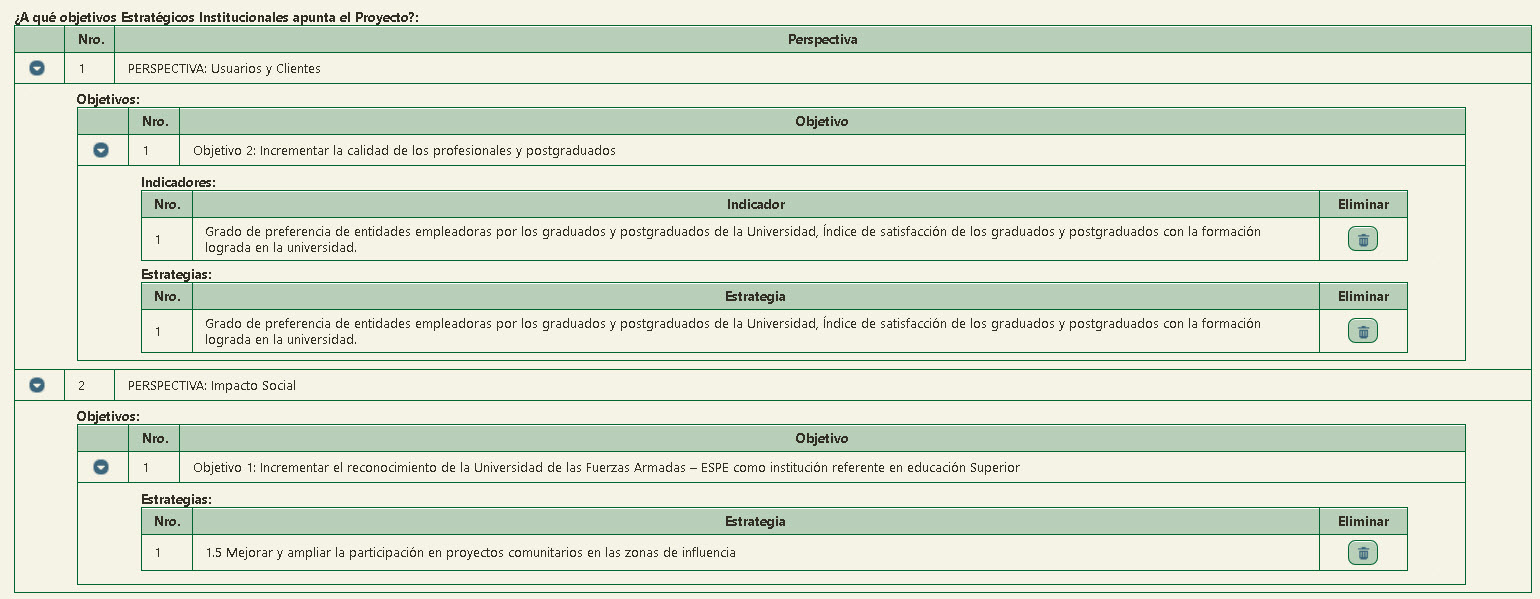 ¿A qué objetivos Estratégicos Institucionales apunta el Proyecto?:
Nro. Perspectiva
1 PERSPECTIVA: Usuarios y Clientes
Objetivos:
Nro. Objetivo
1 Objetivo 2: Incrementar la calidad de los profesionales y postgraduados
Indicadores:
Nro. Indicador Eliminar
1 Grado de preferencia de entidades empleadoras por los graduados y postgraduados de la Universidad, Índice de satisfacción de los graduados y postgraduados con la formación
lograda en la universidad.
Estrategias:
Nro. Estrategia Eliminar
1 Grado de preferencia de entidades empleadoras por los graduados y postgraduados de la Universidad, Índice de satisfacción de los graduados y postgraduados con la formación
lograda en la universidad.
2 PERSPECTIVA: Impacto Social
Objetivos:
Nro. Objetivo
1 Objetivo 1: Incrementar el reconocimiento de la Universidad de las Fuerzas Armadas – ESPE como institución referente en educación Superior
Estrategias:
Nro. Estrategia Eliminar
1 1.5 Mejorar y ampliar la participación en proyectos comunitarios en las zonas de influencia